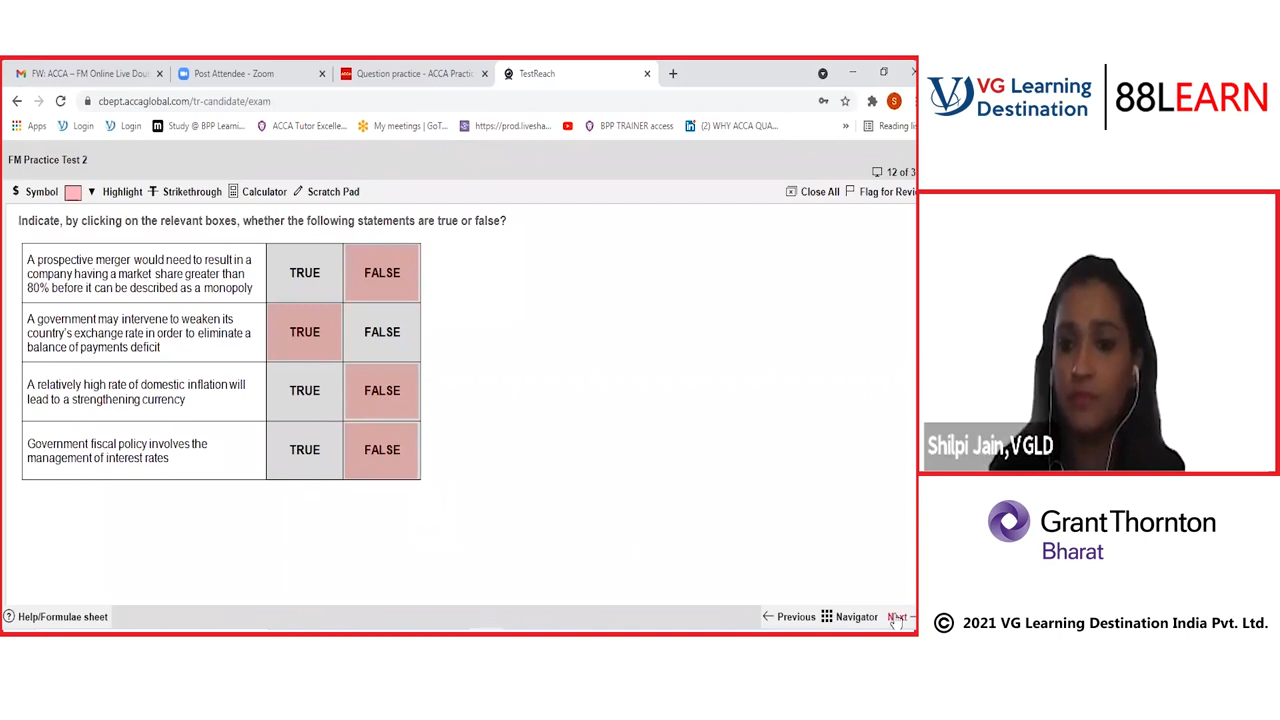 FW: ACCA – FM Online Live Dou
Post Attendee - Zoom
Question practice - ACCA Practic
TestReach
cbept.accaglobal.com/tr-candidate/exam
Apps
Login
Login
Study @ BPP Learni...
ACCA Tutor Excelle...
My meetings | GoT...
https://prod.livesha...
BPP TRAINER access
(2) WHY ACCA QUA...
»
Reading lis
FM Practice Test 2
12 of 3
$ Symbol
Highlight
Strikethrough
Calculator
Scratch Pad
Close All
Flag for Revi
Indicate, by clicking on the relevant boxes, whether the following statements are true or false?
A prospective merger would need to result in a
company having a market share greater than
80% before it can be described as a monopoly
TRUE
FALSE
A government may intervene to weaken its
country's exchange rate in order to eliminate a
balance of payments deficit
TRUE
FALSE
A relatively high rate of domestic inflation will
lead to a strengthening currency
TRUE
FALSE
Government fiscal policy involves the
management of interest rates
TRUE
FALSE
Help/Formulae sheet
Previous
Navigator
Next
VG Learning
Destination
88LEARN
Shilpi Jain,VGLD
Grant Thornton
Bharat
© 2021 VG Learning Destination India Pvt. Ltd.